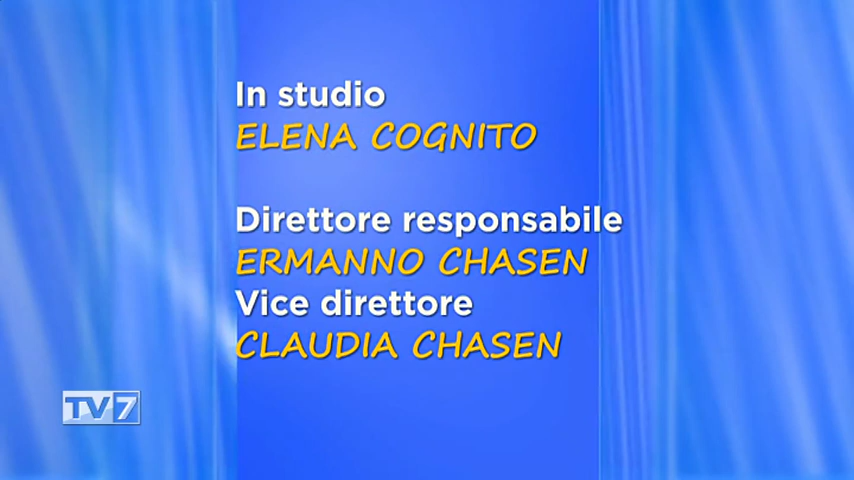 In studio
ELENA COGNITO
Direttore responsabile
ERMANNO CHASEN
Vice direttore
CLAUDIA CHASEN
TV7